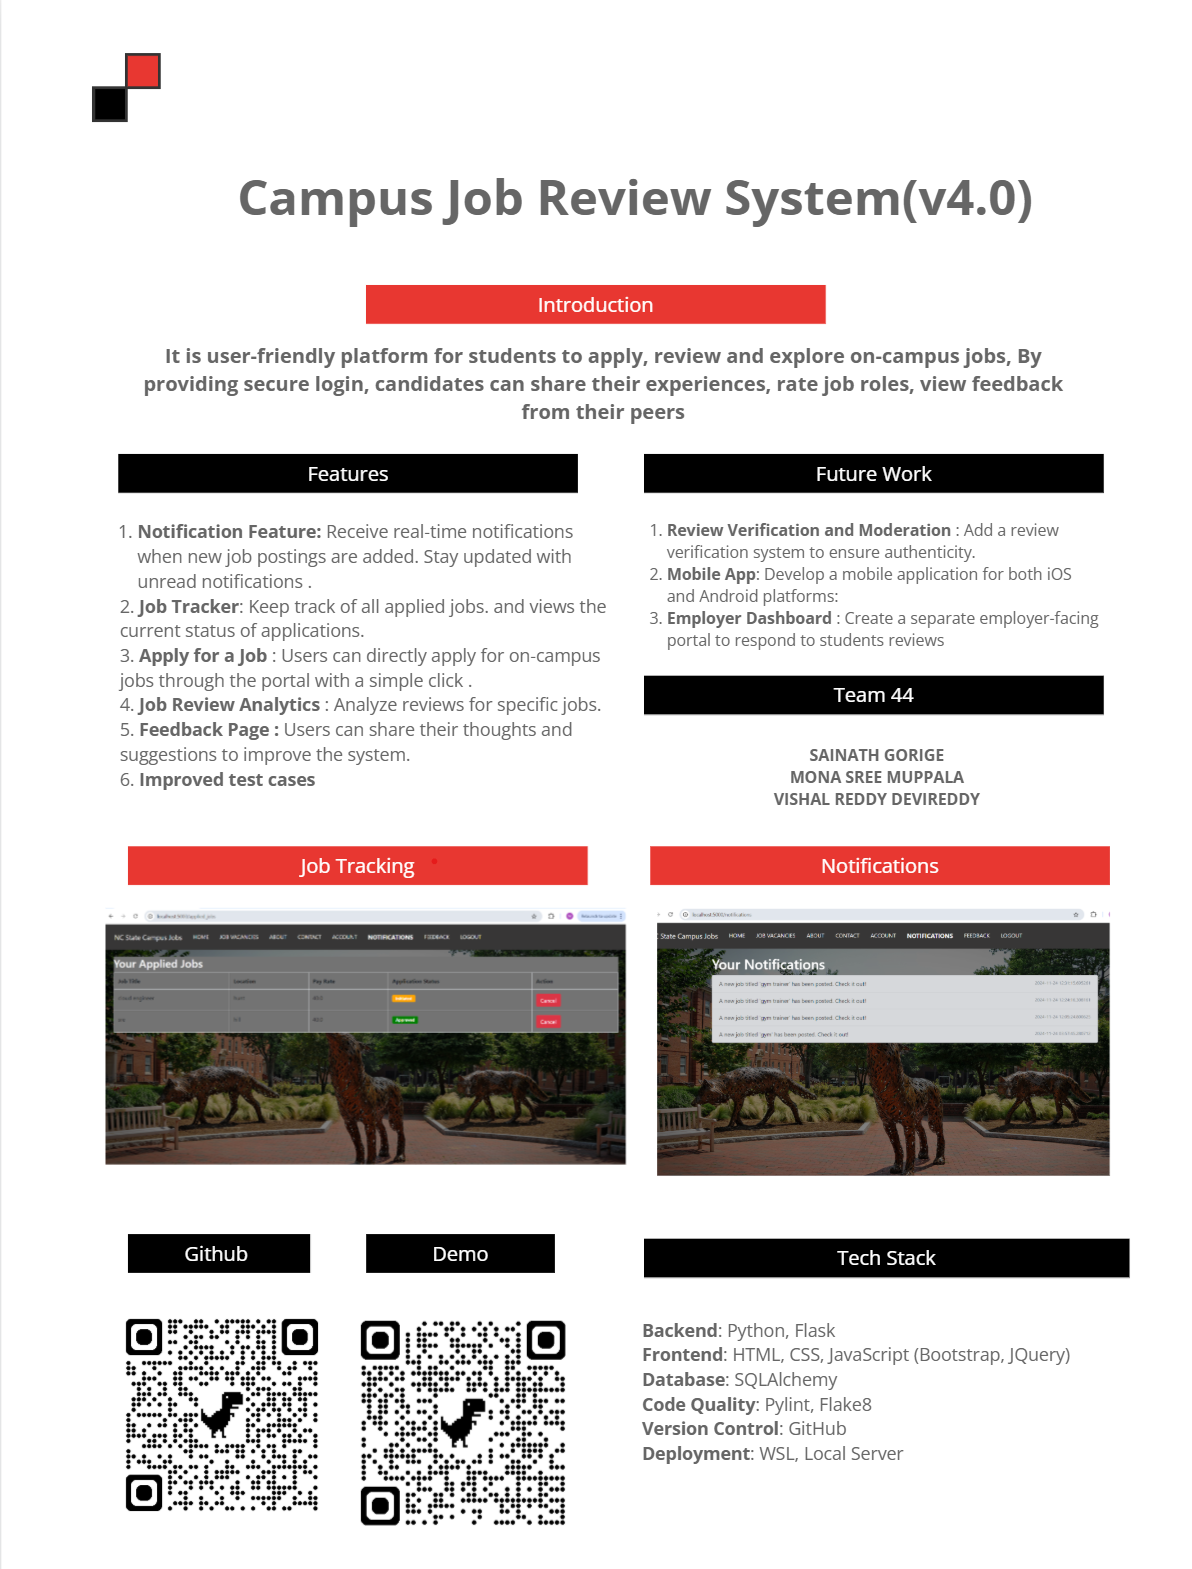 Campus Job Review System(v4.0)
Introduction
It is user-friendly platform for students to apply, review and explore on-campus jobs, By
providing secure login, candidates can share their experiences, rate job roles, view feedback
from their peers
Features
1. Notification Feature: Receive real-time notifications
when new job postings are added. Stay updated with
unread notifications .
2. Job Tracker: Keep track of all applied jobs. and views the
current status of applications.
3. Apply for a Job : Users can directly apply for on-campus
jobs through the portal with a simple click .
4. Job Review Analytics : Analyze reviews for specific jobs.
5. Feedback Page : Users can share their thoughts and
suggestions to improve the system.
6. Improved test cases
Future Work
1. Review Verification and Moderation : Add a review
verification system to ensure authenticity.
2. Mobile App: Develop a mobile application for both iOS
and Android platforms:
3. Employer Dashboard : Create a separate employer-facing
portal to respond to students reviews
Team 44
SAINATH GORIGE
MONA SREE MUPPALA
VISHAL REDDY DEVIREDDY
Job Tracking
localhost:5000/applied_jobs
NC State Campus Jobs HOME JOB VACANCIES ABOUT CONTACT ACCOUNT NOTIFICATIONS FEEDBACK LOGOUT
Your Applied Jobs
Job Title Location Pay Rate Application Status Action
Cancel
Approved Cancel
Notifications
localhost:5000/notifications
State Campus Jobs HOME JOB VACANCIES ABOUT CONTACT ACCOUNT NOTIFICATIONS FEEDBACK LOGOUT
Your Notifications
A new job titled 'gym trainer' has been posted. Check it out!
A new job titled 'gym trainer' has been posted. Check it out!
A new job titled 'gym trainer' has been posted. Check it out!
A new job titled 'gym' has been posted. Check it out!
Github
Demo
Tech Stack
Backend: Python, Flask
Frontend: HTML, CSS, JavaScript (Bootstrap, JQuery)
Database: SQLAlchemy
Code Quality: Pylint, Flake8
Version Control: GitHub
Deployment: WSL, Local Server